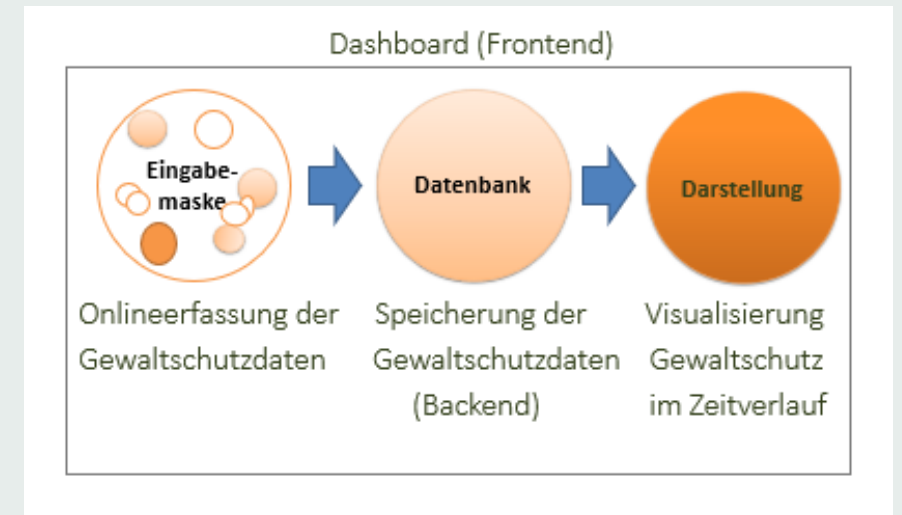 Dashboard (Frontend)
Eingabe-
maske
Datenbank
Darstellung
Onlineerfassung der
Gewaltschutzdaten
Speicherung der
Gewaltschutzdaten
(Backend)
Visualisierung
Gewaltschutz
im Zeitverlauf